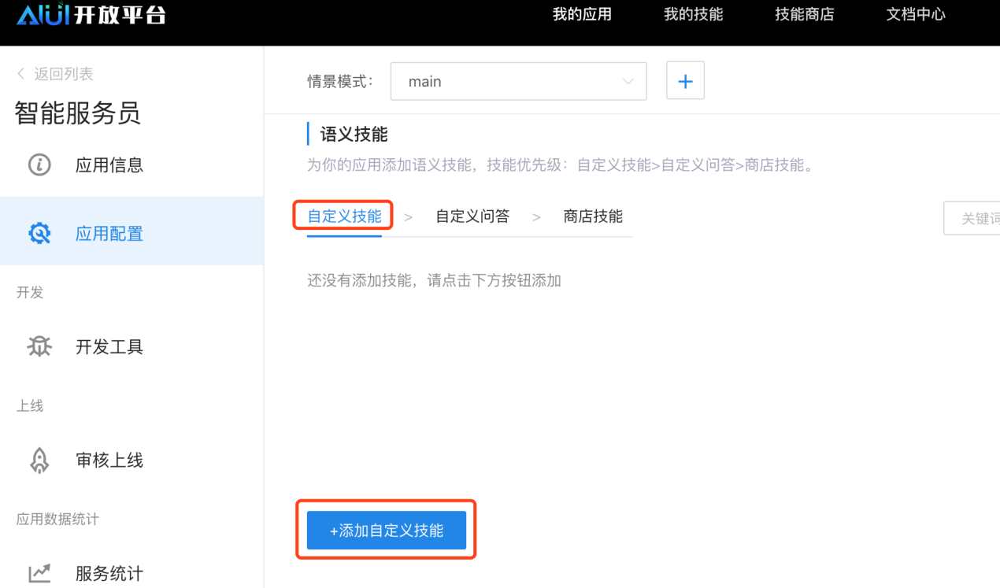 AIUI开放平台
我的应用 我的技能 技能商店 文档中心
返回列表
智能服务员
应用信息
应用配置
开发
开发工具
上线
审核上线
应用数据统计
服务统计
情景模式: main +
语义技能
为你的应用添加语义技能，技能优先级：自定义技能>自定义问答>商店技能。
自定义技能 > 自定义问答 > 商店技能
关键词
还没有添加技能，请点击下方按钮添加
+添加自定义技能